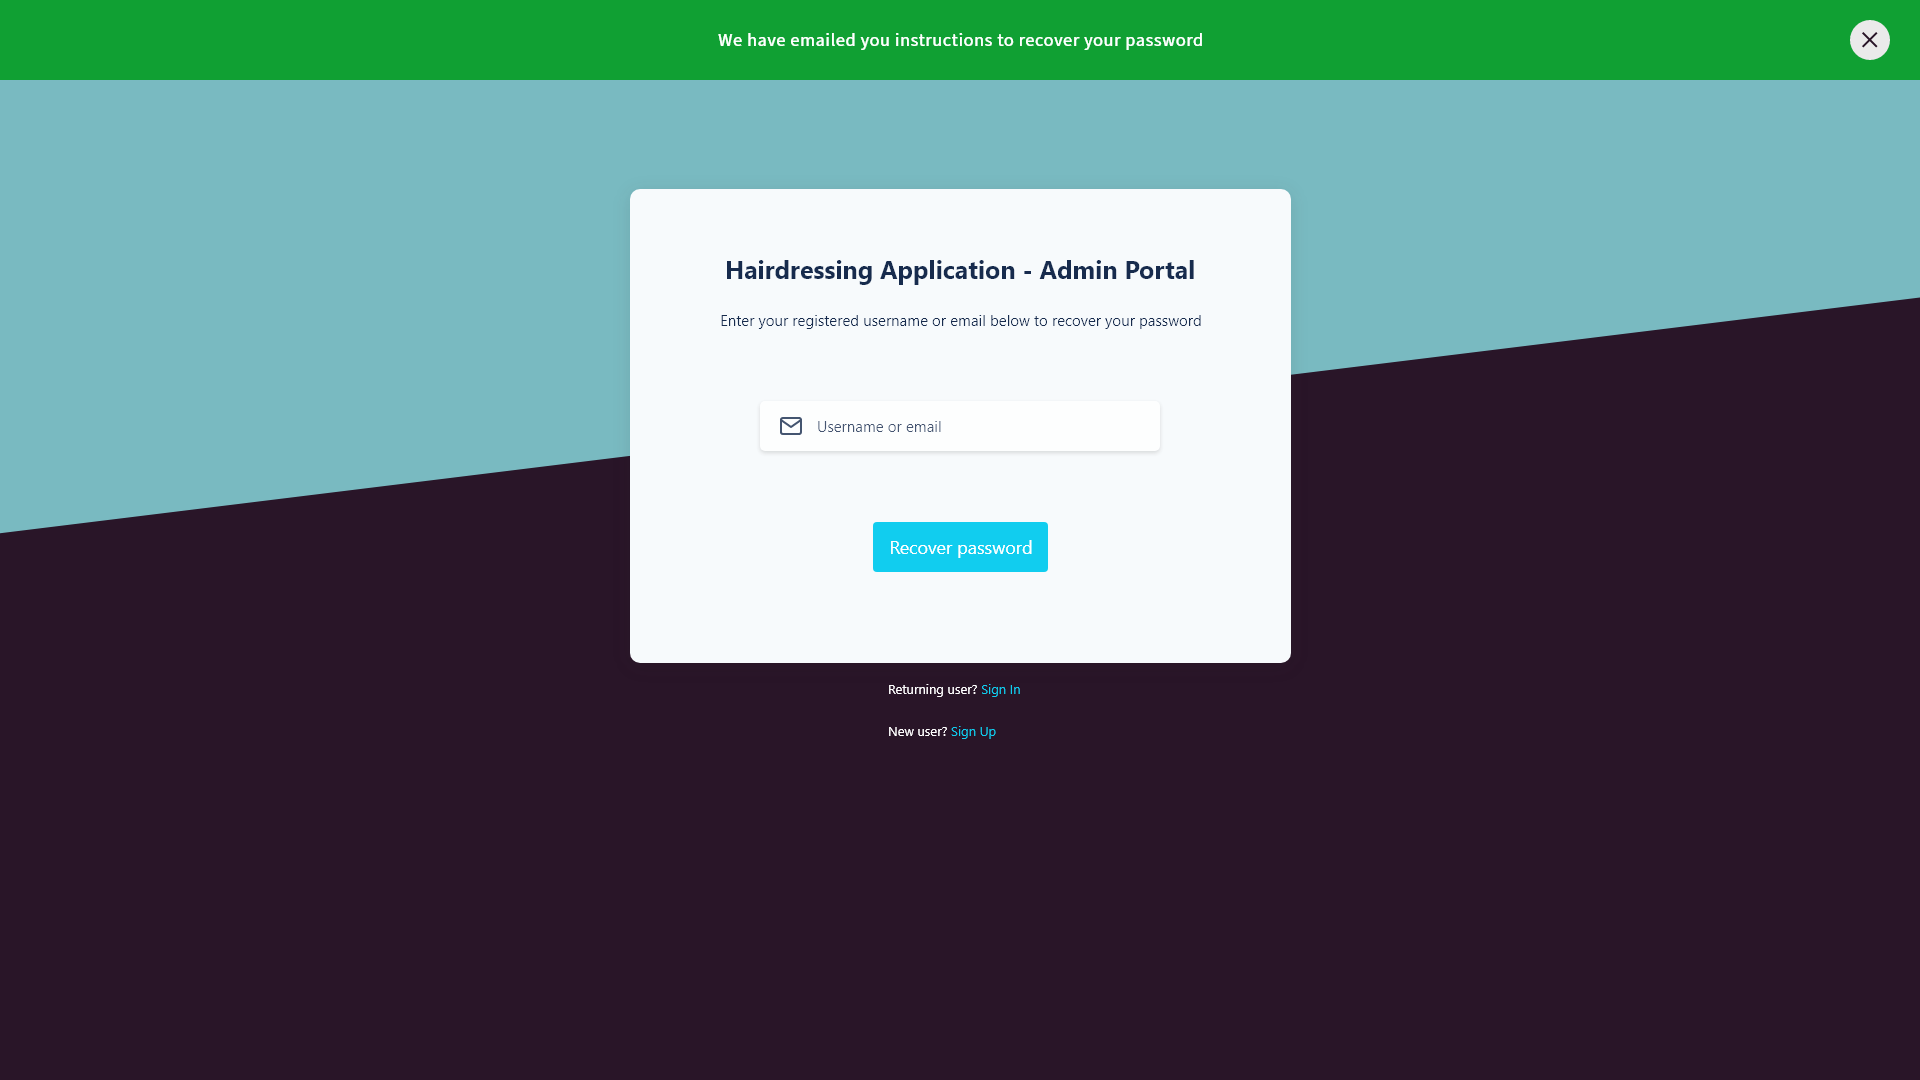 We have emailed you instructions to recover your password
Hairdressing Application - Admin Portal
Enter your registered username or email below to recover your password
Username or email
Recover password
Returning user? Sign In
New user? Sign Up